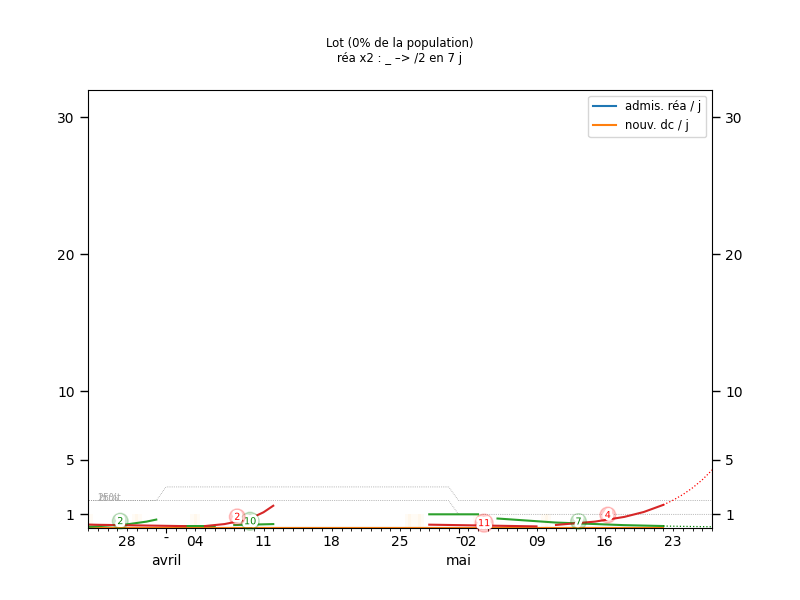 Lot (0% de la population)
réa x2 : _ –> /2 en 7 j
admis. réa / j
nouv. dc / j
30 30
20 20
10 10
5 5
1 1
2 2 10 11 7 4
28 - 04 11 18 25 - 02 09 16 23
avril mai